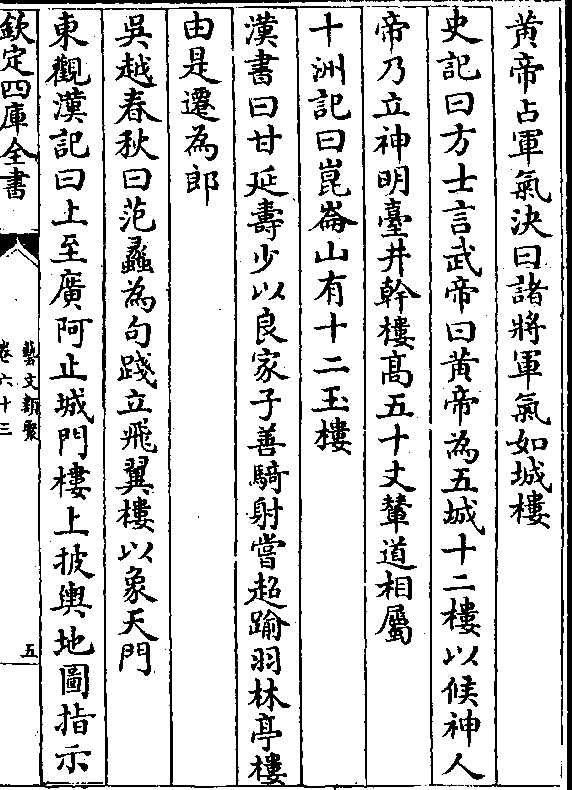 黄帝占軍氣决曰諸將軍氣如城樓
史記曰方士言武帝曰黄帝為五城十二樓以候神人
帝乃立神明臺井幹樓髙五十丈輦道相屬
十洲記曰崑崙山有十二玉樓
漢書曰甘延壽少以良家子善騎射嘗超踰羽林亭樓
由是遷為郎
吳越春秋曰范蠡為句踐立飛翼樓以象天門
東觀漢記曰上至廣阿止城門樓上披輿地圖指示
欽定四庫全書
藝文類聚
卷六十三
五